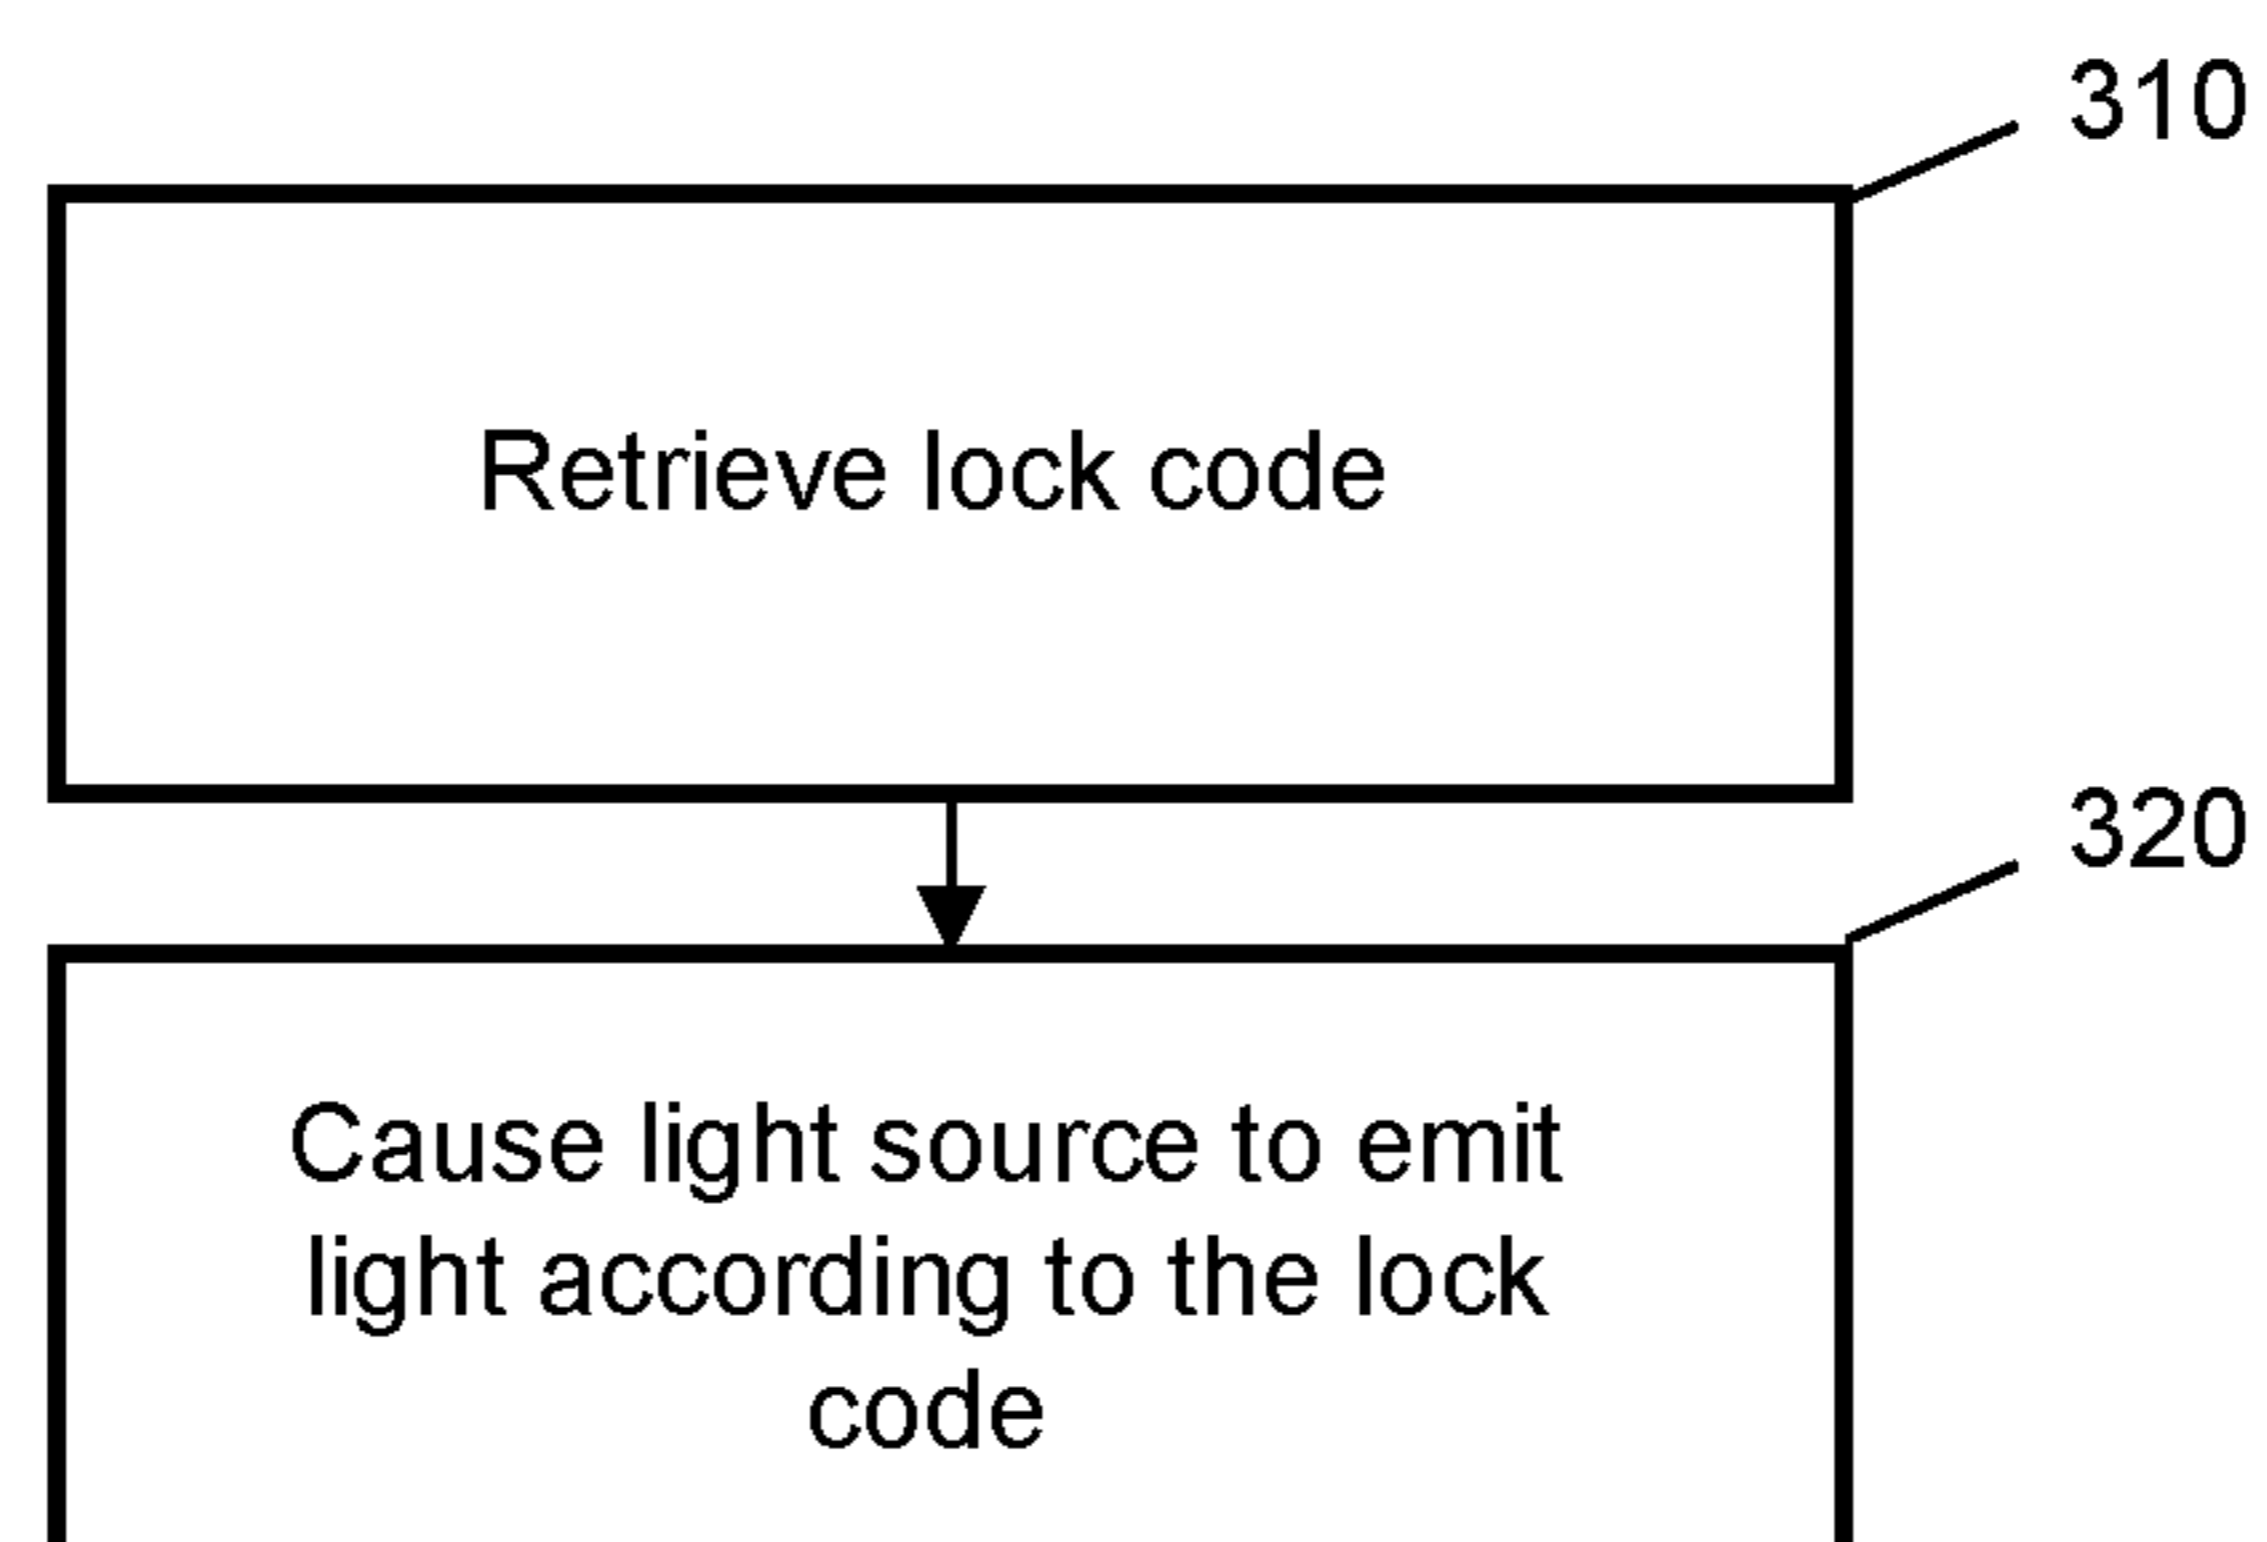 310
Retrieve lock code
320
Cause light source to emit
light according to the lock
code